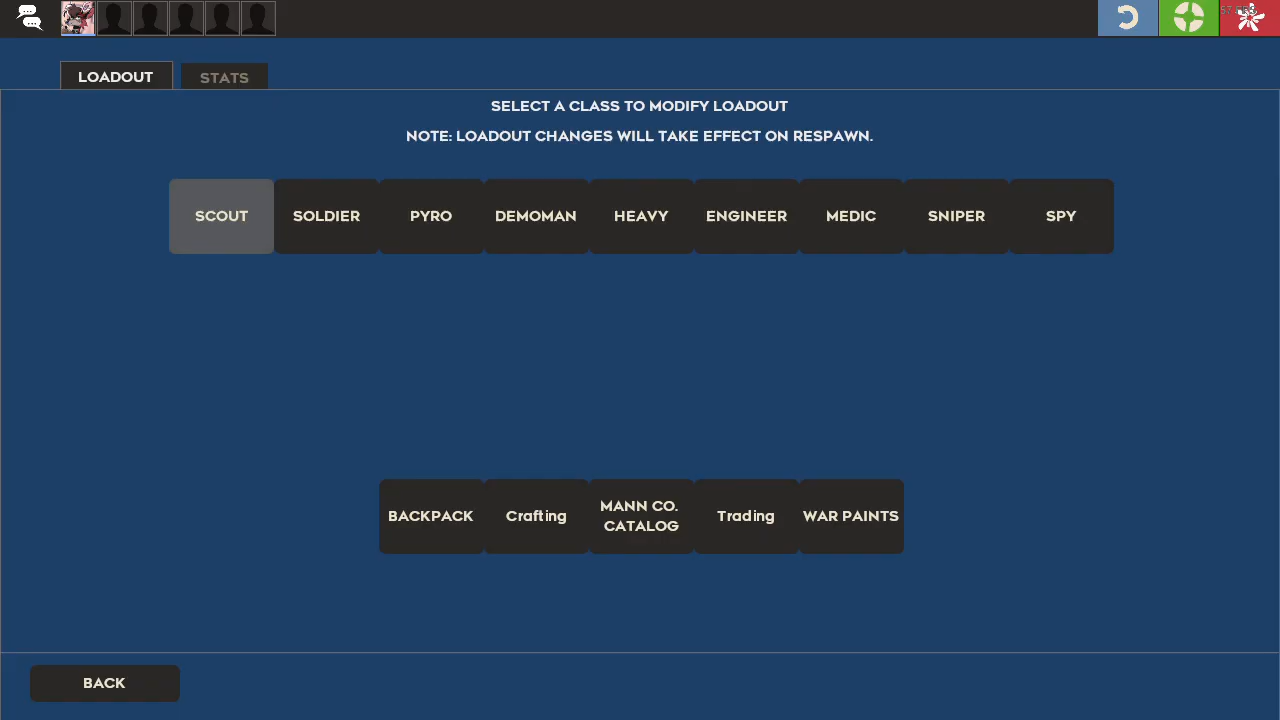 LOADOUT
STATS
SELECT A CLASS TO MODIFY LOADOUT
NOTE: LOADOUT CHANGES WILL TAKE EFFECT ON RESPAWN.
SCOUT
SOLDIER
PYRO
DEMOMAN
HEAVY
ENGINEER
MEDIC
SNIPER
SPY
BACKPACK
Crafting
MANN CO.
CATALOG
Trading
WAR PAINTS
BACK